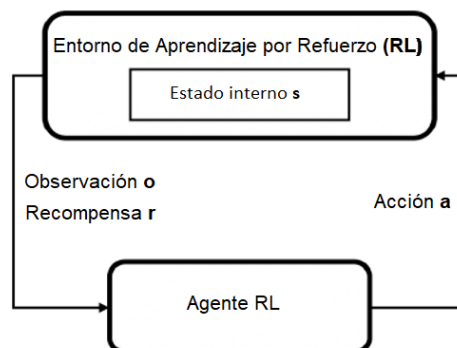 Entorno de Aprendizaje por Refuerzo (RL)
Estado interno s
Observación o
Recompensa r
Acción a
Agente RL